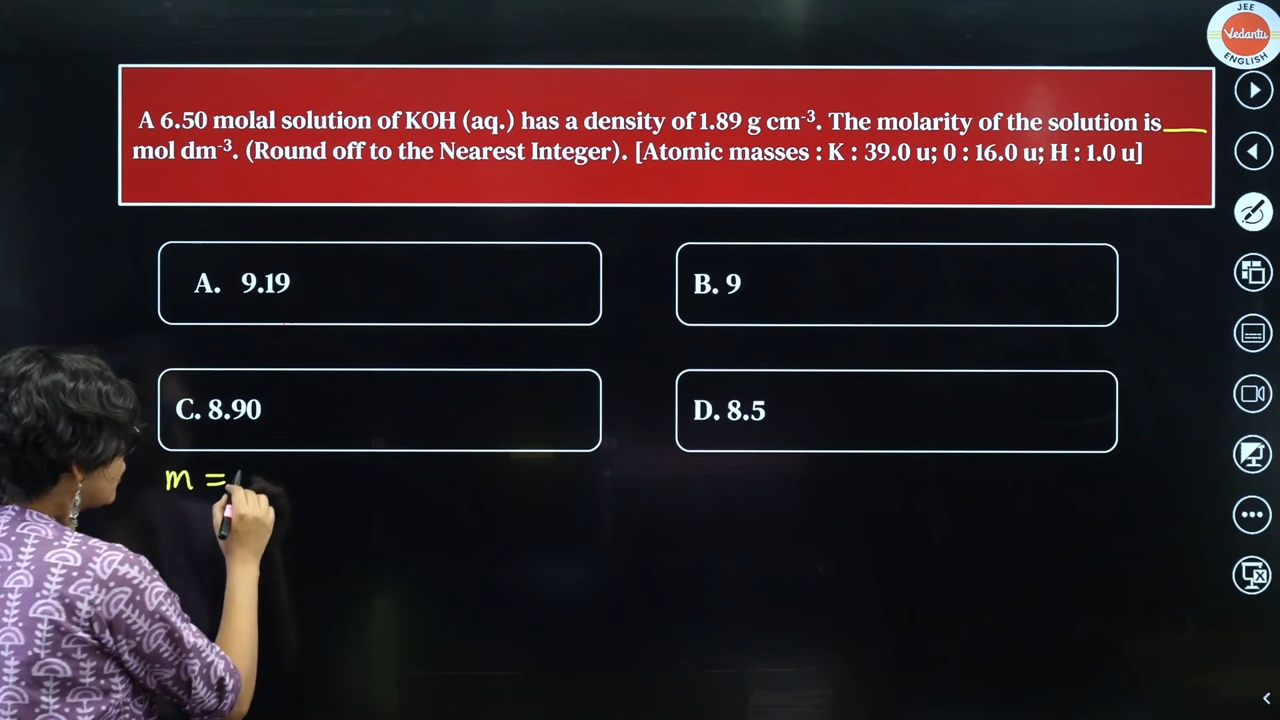 JEE
Vedantu
ENGLISH
A 6.50 molal solution of KOH (aq.) has a density of 1.89 g cm⁻³. The molarity of the solution is ___
mol dm⁻³. (Round off to the Nearest Integer). [Atomic masses : K : 39.0 u; 0 : 16.0 u; H : 1.0 u]
A. 9.19
B. 9
C. 8.90
D. 8.5
m =